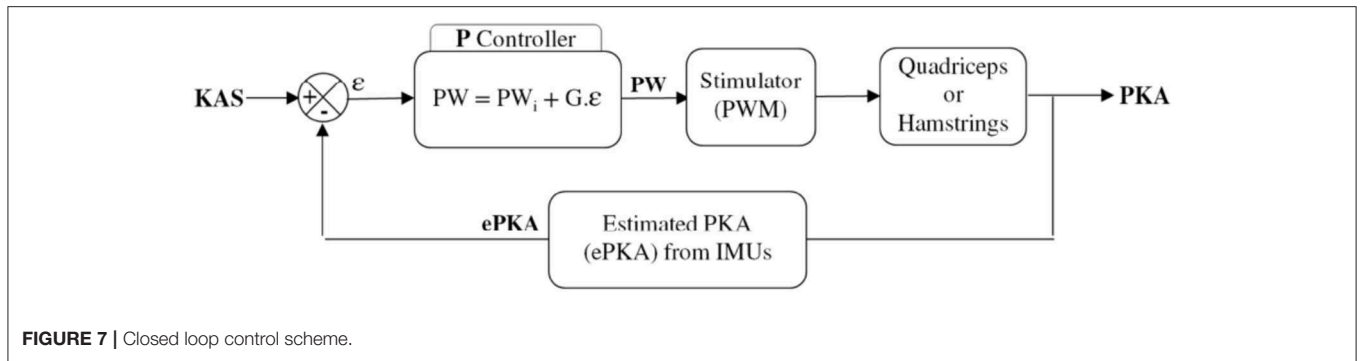 P Controller
KAS
+
-
ε
PW = PWi + G.ε
PW
Stimulator
(PWM)
Quadriceps
or
Hamstrings
PKA
ePKA
Estimated PKA
(ePKA) from IMUs
FIGURE 7 | Closed loop control scheme.